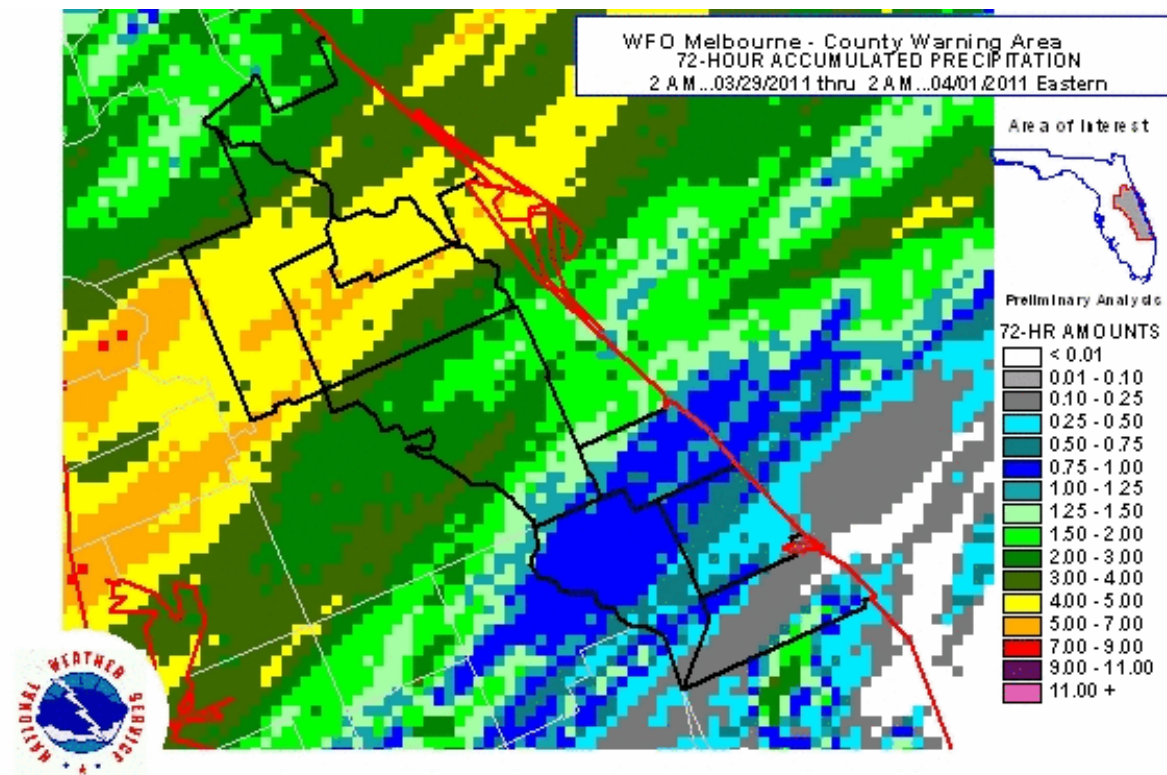 WFO Melbourne - County Warning Area
72-HOUR ACCUMULATED PRECIPITATION
2 AM...03/29/2011 thru 2 AM...04/01/2011 Eastern
Area of Interest
Preliminary Analysis
72-HR AMOUNTS
< 0.01
0.01 - 0.10
0.10 - 0.25
0.25 - 0.50
0.50 - 0.75
0.75 - 1.00
1.00 - 1.25
1.25 - 1.50
1.50 - 2.00
2.00 - 3.00
3.00 - 4.00
4.00 - 5.00
5.00 - 7.00
7.00 - 9.00
9.00 - 11.00
11.00 +
NATIONAL WEATHER SERVICE